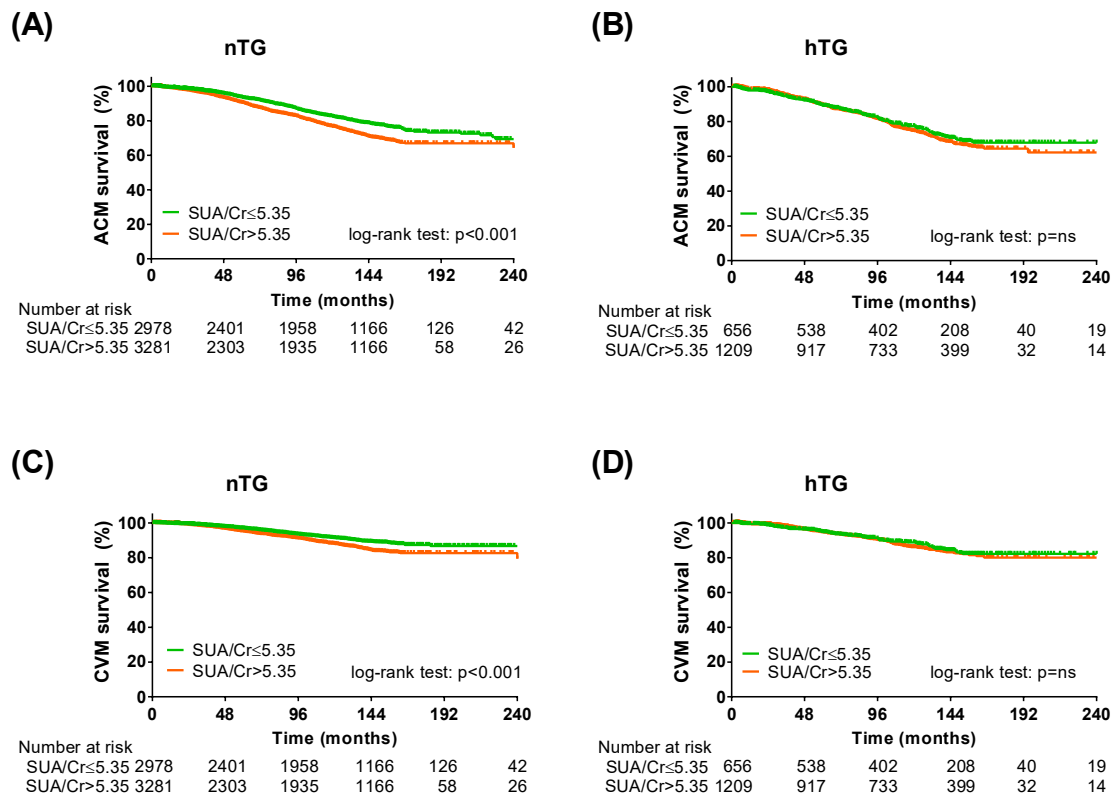 (A)
nTG
ACM survival (%)
100
80
60
40
20
0
SUA/Cr≤5.35
SUA/Cr>5.35
log-rank test: p<0.001
0 48 96 144 192 240
Time (months)
Number at risk
SUA/Cr≤5.35 2978 2401 1958 1166 126 42
SUA/Cr>5.35 3281 2303 1935 1166 58 26
(B)
hTG
ACM survival (%)
100
80
60
40
20
0
SUA/Cr≤5.35
SUA/Cr>5.35
log-rank test: p=ns
0 48 96 144 192 240
Time (months)
Number at risk
SUA/Cr≤5.35 656 538 402 208 40 19
SUA/Cr>5.35 1209 917 733 399 32 14
(C)
nTG
CVM survival (%)
100
80
60
40
20
0
SUA/Cr≤5.35
SUA/Cr>5.35
log-rank test: p<0.001
0 48 96 144 192 240
Time (months)
Number at risk
SUA/Cr≤5.35 2978 2401 1958 1166 126 42
SUA/Cr>5.35 3281 2303 1935 1166 58 26
(D)
hTG
CVM survival (%)
100
80
60
40
20
0
SUA/Cr≤5.35
SUA/Cr>5.35
log-rank test: p=ns
0 48 96 144 192 240
Time (months)
Number at risk
SUA/Cr≤5.35 656 538 402 208 40 19
SUA/Cr>5.35 1209 917 733 399 32 14